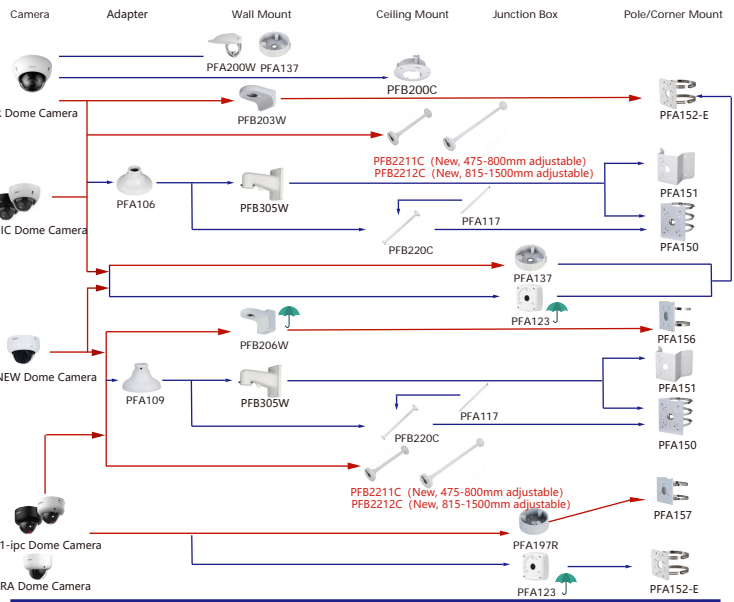 Camera Adapter Wall Mount Ceiling Mount Junction Box Pole/Corner Mount
PFA200W PFA137
PFB200C
Dome Camera
PFB203W
PFA152-E
PFB2211C (New, 475-800mm adjustable)
PFB2212C (New, 815-1500mm adjustable)
PFA106
PFB305W
PFA117
PFA151
IC Dome Camera
PFB220C
PFA150
PFA137
PFA123
PFB206W
PFA156
NEW Dome Camera
PFA109
PFB305W
PFA117
PFA151
PFB220C
PFA150
PFB2211C (New, 475-800mm adjustable)
PFB2212C (New, 815-1500mm adjustable)
PFA157
1-ipc Dome Camera
PFA197R
RA Dome Camera
PFA123
PFA152-E